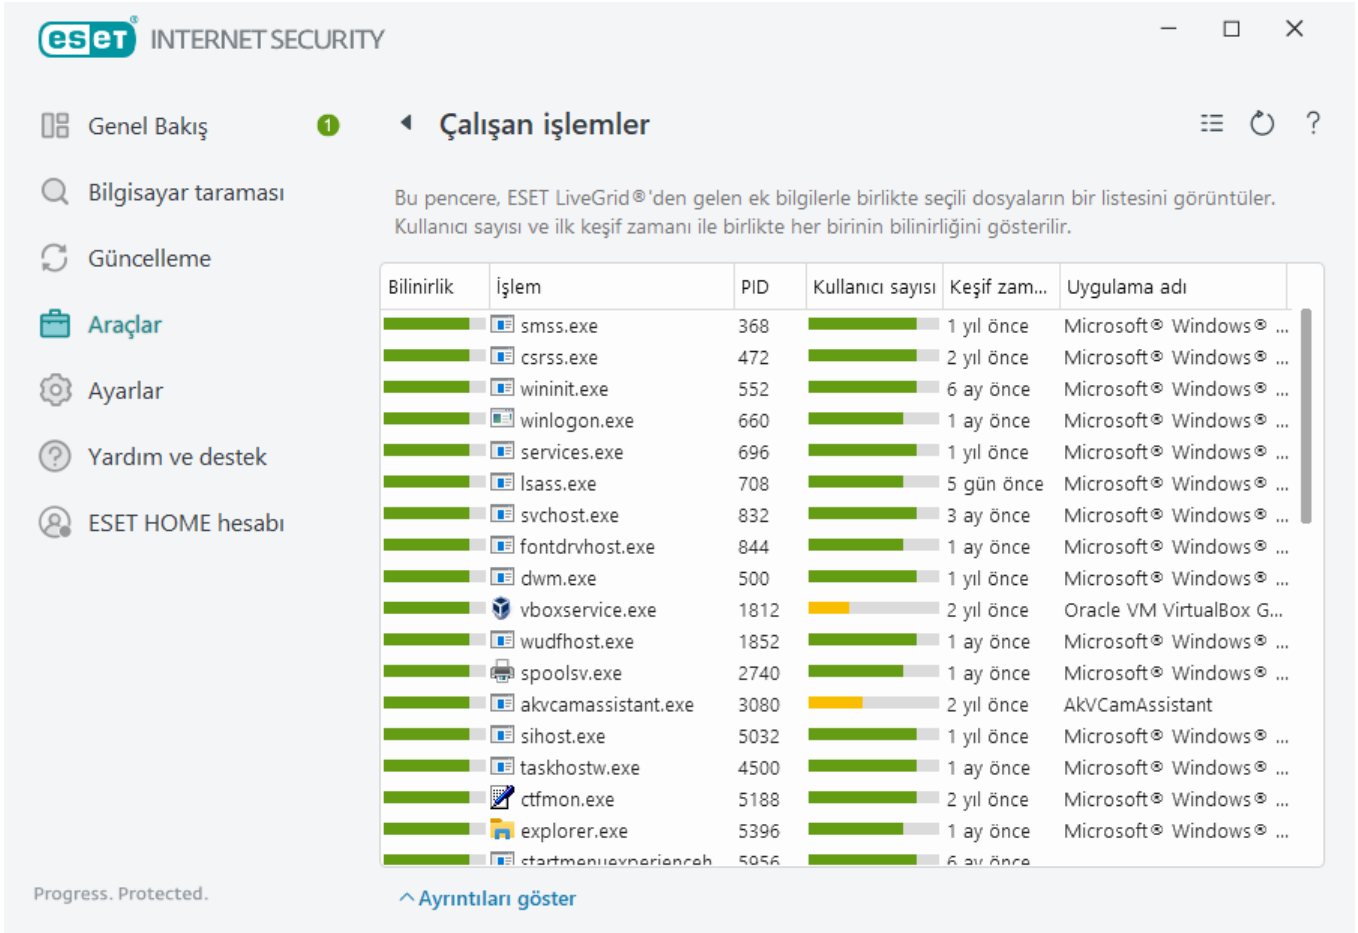 eset® INTERNET SECURITY
Genel Bakış 1
Bilgisayar taraması
Güncelleme
Araçlar
Ayarlar
Yardım ve destek
ESET HOME hesabı
Progress. Protected.
Çalışan işlemler ?
Bu pencere, ESET LiveGrid®'den gelen ek bilgilerle birlikte seçili dosyaların bir listesini görüntüler.
Kullanıcı sayısı ve ilk keşif zamanı ile birlikte her birinin bilinirliğini gösterilir.
Bilinirlik İşlem PID Kullanıcı sayısı Keşif zam... Uygulama adı
smss.exe 368 1 yıl önce Microsoft® Windows® ...
csrss.exe 472 2 yıl önce Microsoft® Windows® ...
wininit.exe 552 6 ay önce Microsoft® Windows® ...
winlogon.exe 660 1 ay önce Microsoft® Windows® ...
services.exe 696 1 yıl önce Microsoft® Windows® ...
lsass.exe 708 5 gün önce Microsoft® Windows® ...
svchost.exe 832 3 ay önce Microsoft® Windows® ...
fontdrvhost.exe 844 1 ay önce Microsoft® Windows® ...
dwm.exe 500 1 yıl önce Microsoft® Windows® ...
vboxservice.exe 1812 2 yıl önce Oracle VM VirtualBox G...
wudfhost.exe 1852 1 ay önce Microsoft® Windows® ...
spoolsv.exe 2740 1 ay önce Microsoft® Windows® ...
akvcamassistant.exe 3080 2 yıl önce AkVCamAssistant
sihost.exe 5032 1 yıl önce Microsoft® Windows® ...
taskhostw.exe 4500 1 ay önce Microsoft® Windows® ...
ctfmon.exe 5188 2 yıl önce Microsoft® Windows® ...
explorer.exe 5396 1 ay önce Microsoft® Windows® ...
startmenuexperienceh 5956 6 ay önce
Ayrıntıları göster